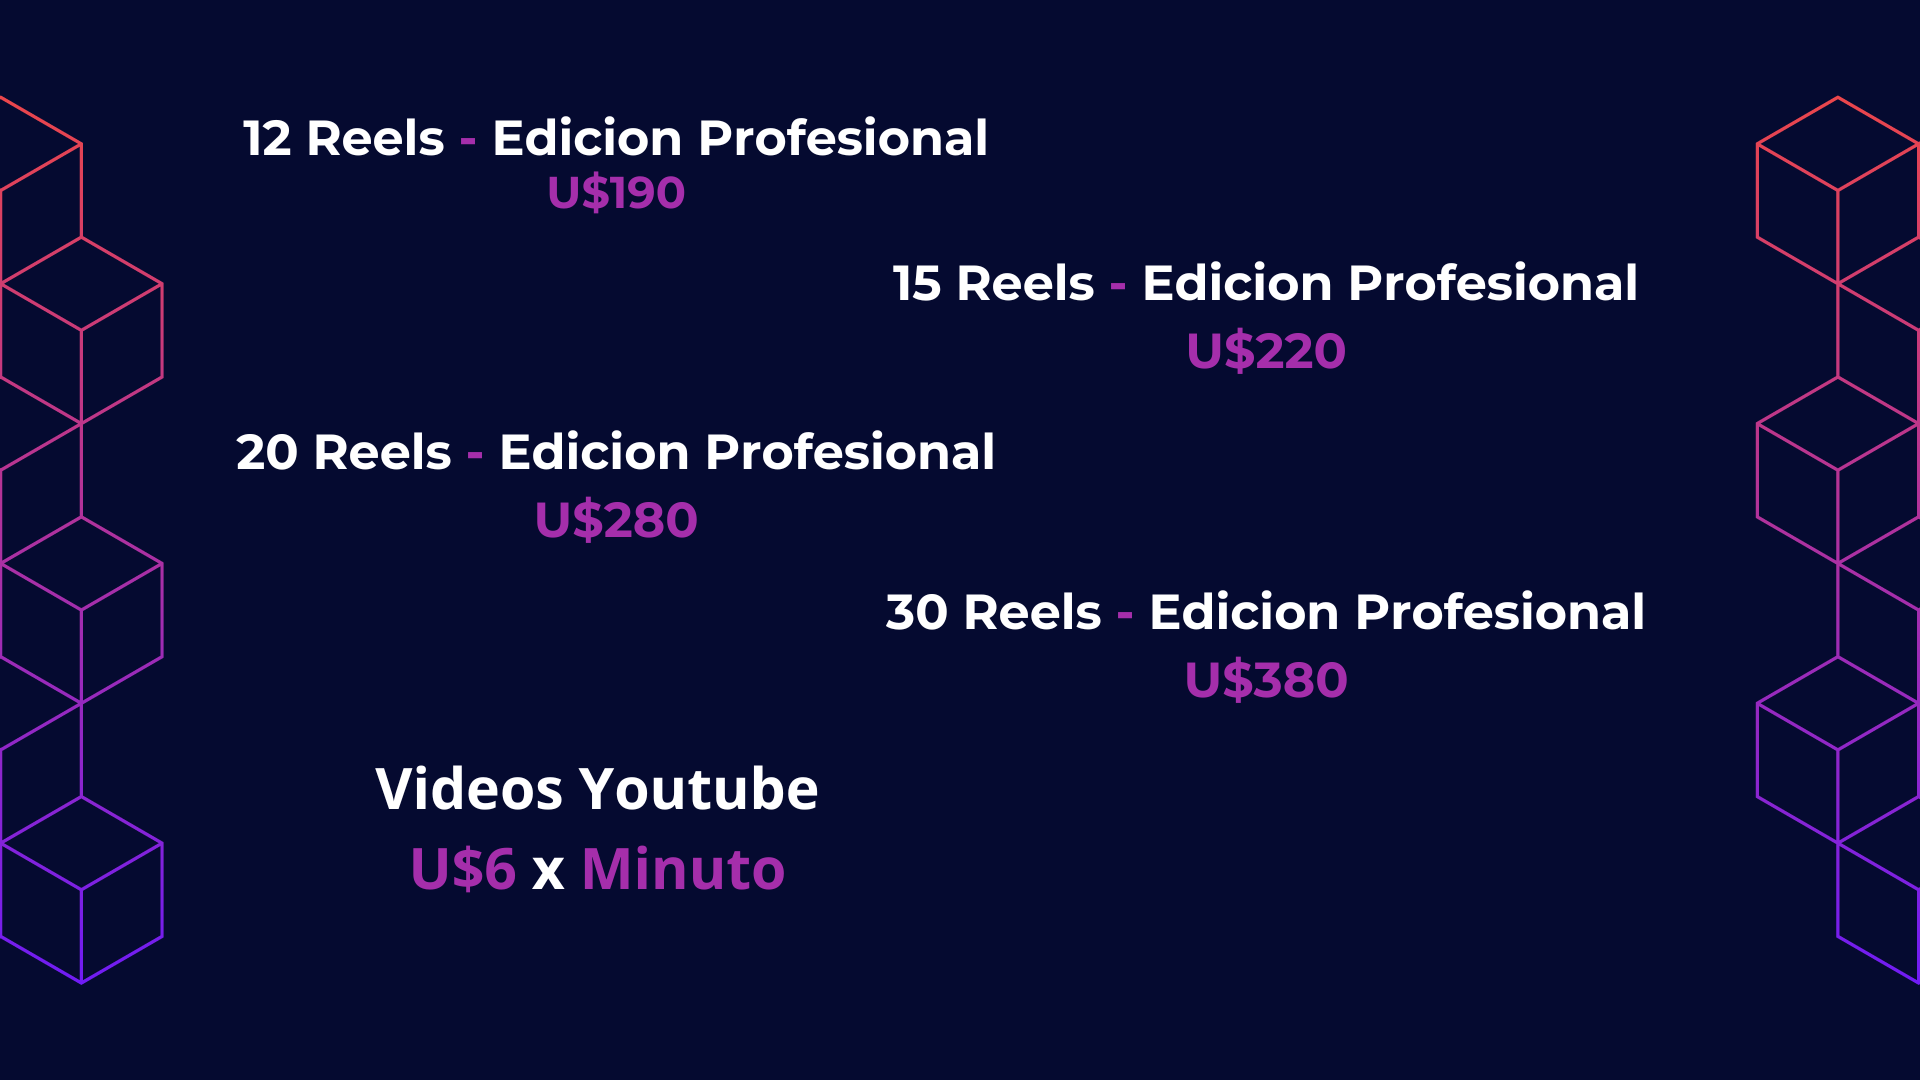 12 Reels - Edicion Profesional
U$190
15 Reels - Edicion Profesional
U$220
20 Reels - Edicion Profesional
U$280
30 Reels - Edicion Profesional
U$380
Videos Youtube
U$6 x Minuto